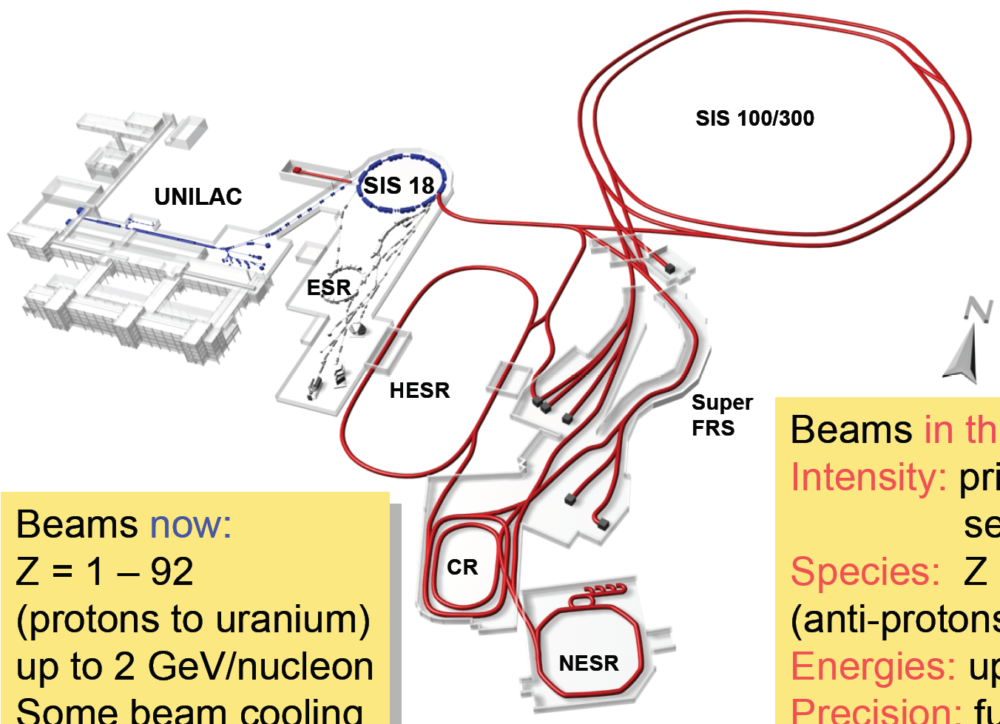 SIS 100/300
UNILAC
SIS 18
ESR
HESR
Super
FRS
CR
NESR
N
Beams now:
Z = 1 – 92
(protons to uranium)
up to 2 GeV/nucleon
Some beam cooling
Beams in th
Intensity: pri
se
Species: Z
(anti-protons
Energies: up
Precision: fu